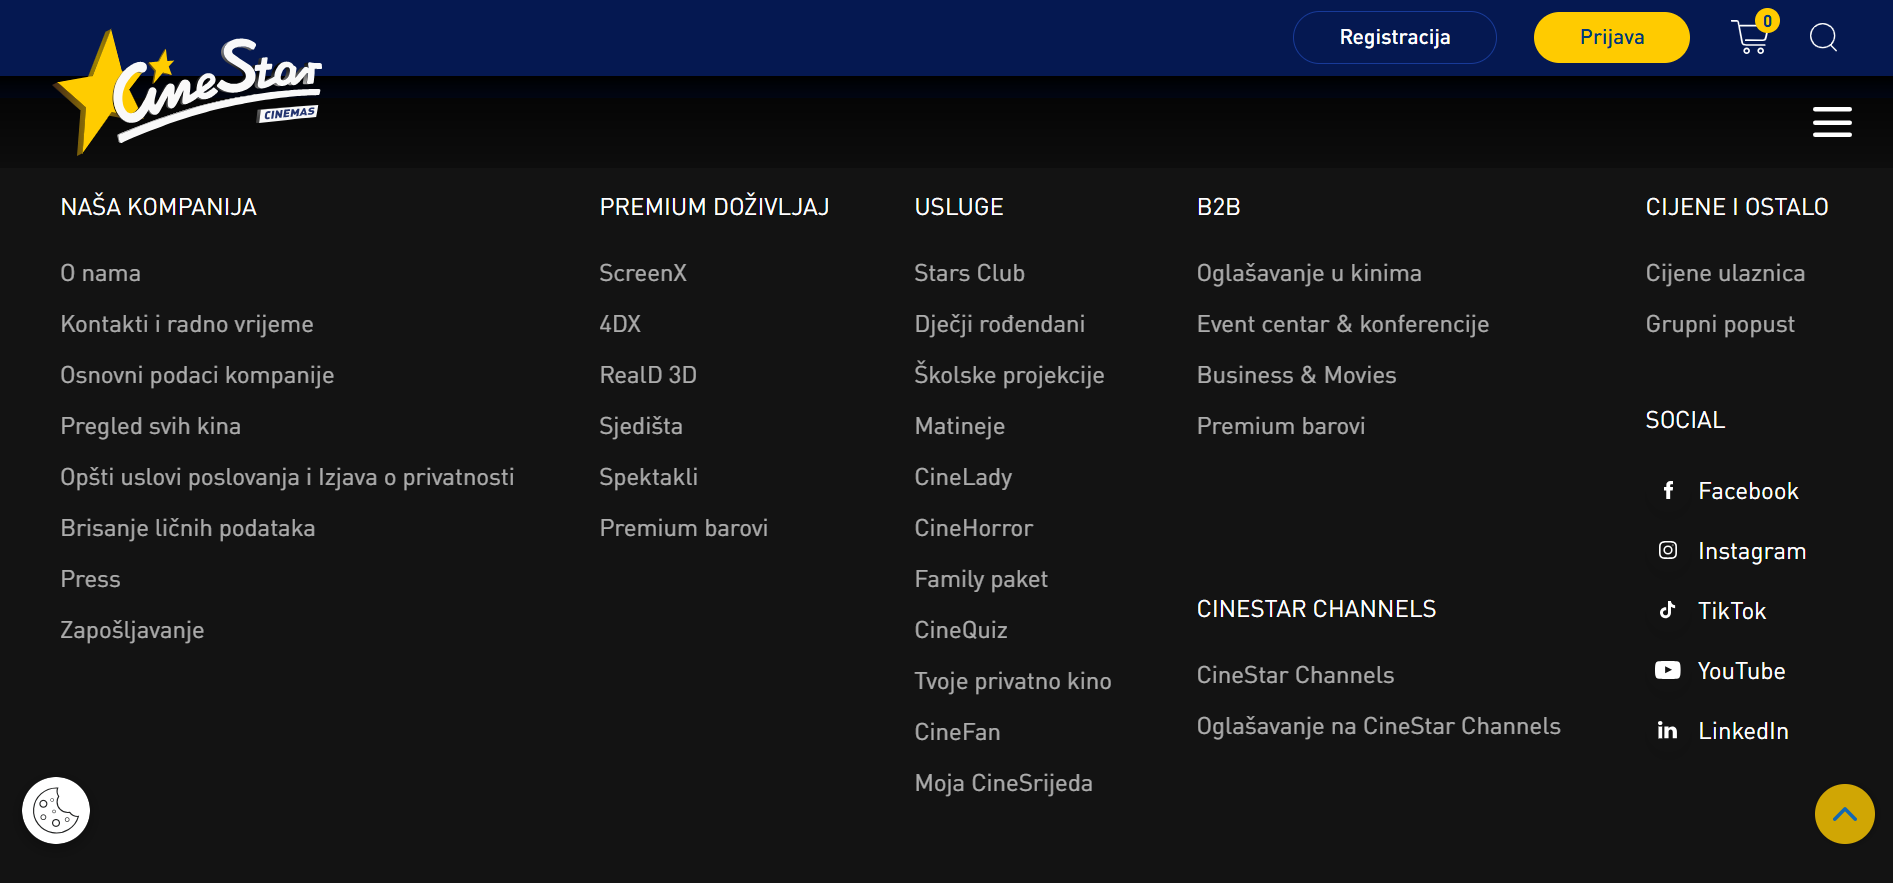 Registracija
Prijava
0
CineStar
CINEMAS
NAŠA KOMPANIJA
O nama
Kontakti i radno vrijeme
Osnovni podaci kompanije
Pregled svih kina
Opšti uslovi poslovanja i Izjava o privatnosti
Brisanje ličnih podataka
Press
Zapošljavanje
PREMIUM DOŽIVLJAJ
ScreenX
4DX
RealD 3D
Sjedišta
Spektakli
Premium barovi
USLUGE
Stars Club
Dječji rođendani
Školske projekcije
Matineje
CineLady
CineHorror
Family paket
CineQuiz
Tvoje privatno kino
CineFan
Moja CineSrijeda
B2B
Oglašavanje u kinima
Event centar & konferencije
Business & Movies
Premium barovi
CINESTAR CHANNELS
CineStar Channels
Oglašavanje na CineStar Channels
CIJENE I OSTALO
Cijene ulaznica
Grupni popust
SOCIAL
Facebook
Instagram
TikTok
YouTube
LinkedIn